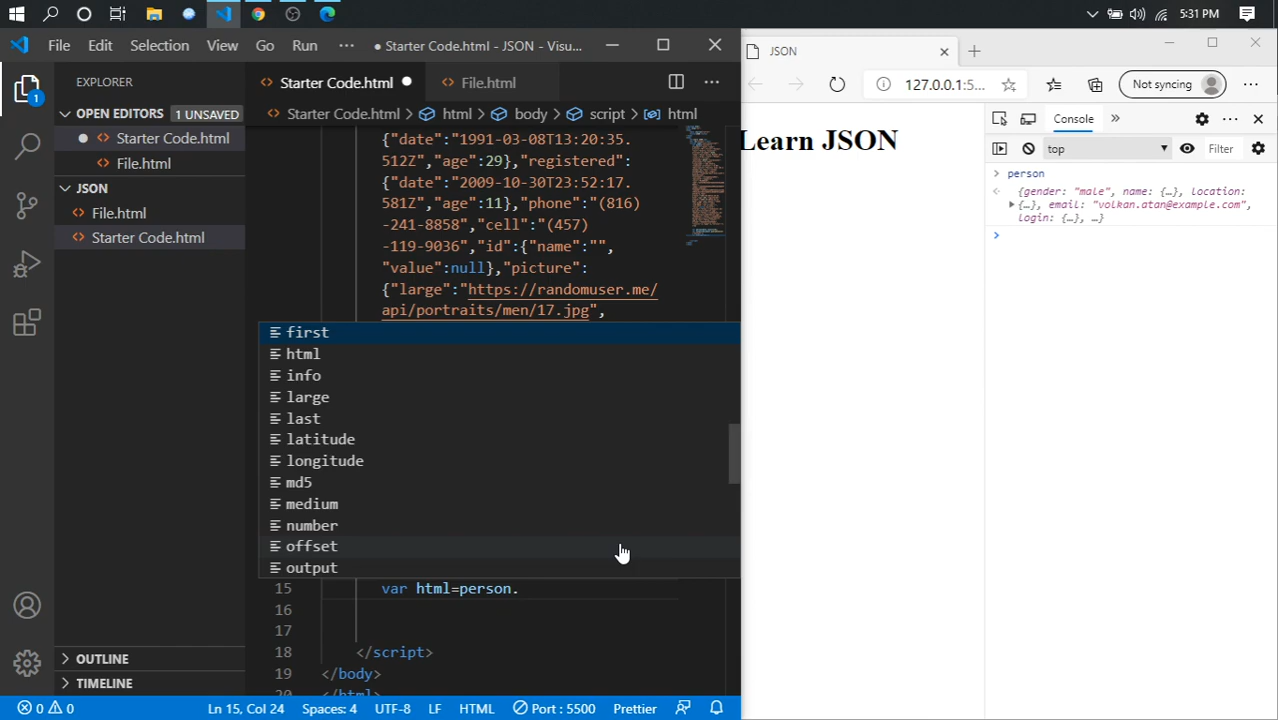 5:31 PM
File Edit Selection View Go Run ··· ● Starter Code.html - JSON - Visu...
EXPLORER
OPEN EDITORS 1 UNSAVED
Starter Code.html
File.html
JSON
File.html
Starter Code.html
OUTLINE
TIMELINE
1
Starter Code.html ● File.html ···
Starter Code.html > html > body > script > html
{"date":"1991-03-08T13:20:35.
512Z","age":29},"registered":
{"date":"2009-10-30T23:52:17.
581Z","age":11},"phone":"(816)
-241-8858","cell":"(457)
-119-9036","id":{"name":"",
"value":null},"picture":
{"large":"https://randomuser.me/
api/portraits/men/17.jpg",
first
html
info
large
last
latitude
longitude
md5
medium
number
offset
output
15 var html=person.
16
17
18 </script>
19 </body>
20 </html>
0 0 Ln 15, Col 24 Spaces: 4 UTF-8 LF HTML Port : 5500 Prettier
JSON
127.0.0.1:5... Not syncing ···
Learn JSON
Console
top Filter
person
{gender: "male", name: {…}, location:
{…}, email: "volkan.atan@example.com",
login: {…}, …}